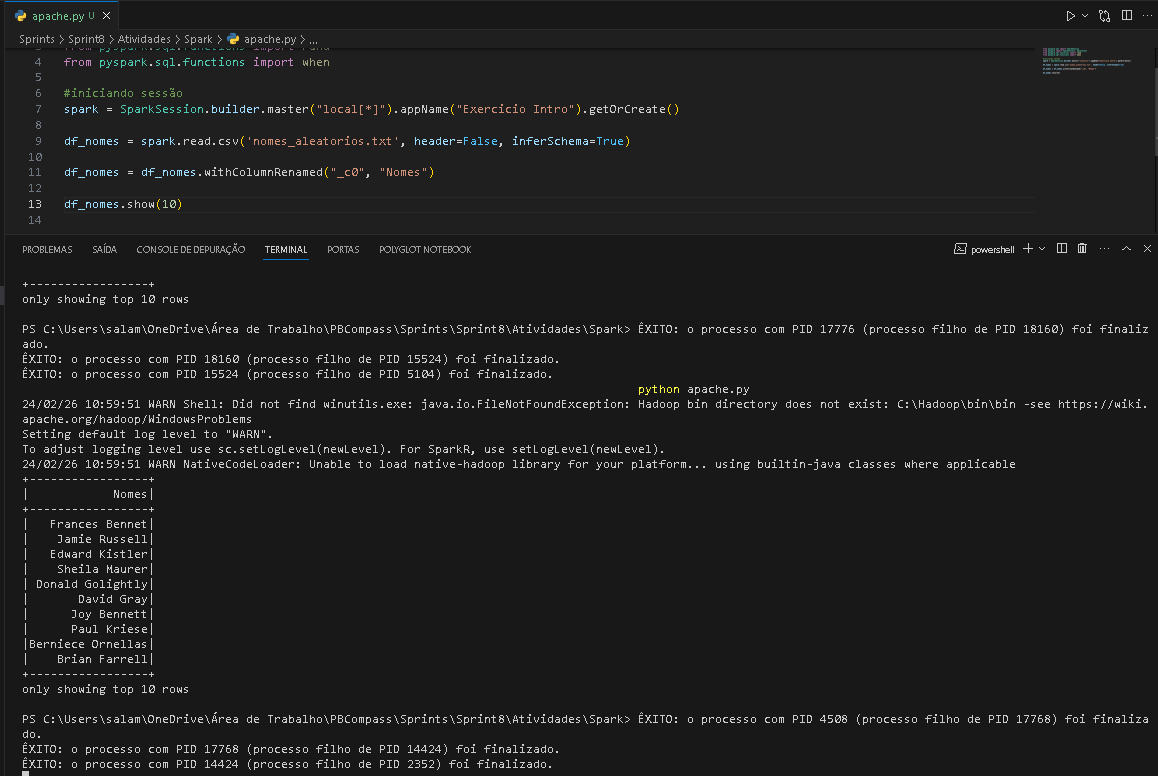 apache.py U
Sprints > Sprint8 > Atividades > Spark > apache.py > ...
4 from pyspark.sql.functions import when
5
6 #iniciando sessão
7 spark = SparkSession.builder.master("local[*]").appName("Exercicio Intro").getOrCreate()
8
9 df_nomes = spark.read.csv('nomes_aleatorios.txt', header=False, inferSchema=True)
10
11 df_nomes = df_nomes.withColumnRenamed("_c0", "Nomes")
12
13 df_nomes.show(10)
14
PROBLEMAS SAÍDA CONSOLE DE DEPURAÇÃO TERMINAL PORTAS POLYGLOT NOTEBOOK powershell
+-----------------+
only showing top 10 rows
PS C:\Users\salam\OneDrive\Área de Trabalho\PBCompass\Sprints\Sprint8\Atividades\Spark> ÊXITO: o processo com PID 17776 (processo filho de PID 18160) foi finaliz
ado.
ÊXITO: o processo com PID 18160 (processo filho de PID 15524) foi finalizado.
ÊXITO: o processo com PID 15524 (processo filho de PID 5104) foi finalizado.
python apache.py
24/02/26 10:59:51 WARN Shell: Did not find winutils.exe: java.io.FileNotFoundException: Hadoop bin directory does not exist: C:\Hadoop\bin\bin -see https://wiki.
apache.org/hadoop/WindowsProblems
Setting default log level to "WARN".
To adjust logging level use sc.setLogLevel(newLevel). For SparkR, use setLogLevel(newLevel).
24/02/26 10:59:51 WARN NativeCodeLoader: Unable to load native-hadoop library for your platform... using builtin-java classes where applicable
+-----------------+
|            Nomes|
+-----------------+
|   Frances Bennet|
|    Jamie Russell|
|   Edward Kistler|
|    Sheila Maurer|
| Donald Golightly|
|       David Gray|
|      Joy Bennett|
|      Paul Kriese|
|Berniece Ornellas|
|    Brian Farrell|
+-----------------+
only showing top 10 rows
PS C:\Users\salam\OneDrive\Área de Trabalho\PBCompass\Sprints\Sprint8\Atividades\Spark> ÊXITO: o processo com PID 4508 (processo filho de PID 17768) foi finaliza
do.
ÊXITO: o processo com PID 17768 (processo filho de PID 14424) foi finalizado.
ÊXITO: o processo com PID 14424 (processo filho de PID 2352) foi finalizado.